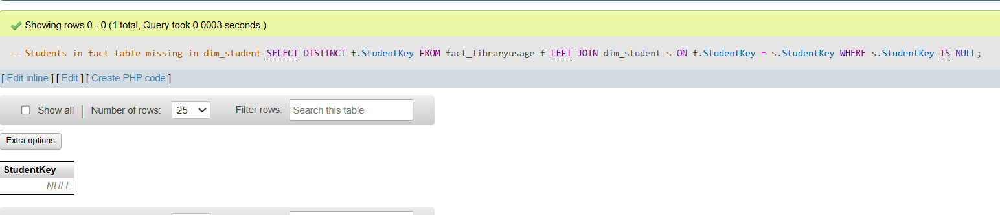 Showing rows 0 - 0 (1 total, Query took 0.0003 seconds.)
-- Students in fact table missing in dim_student SELECT DISTINCT f.StudentKey FROM fact_libraryusage f LEFT JOIN dim_student s ON f.StudentKey = s.StudentKey WHERE s.StudentKey IS NULL;
[ Edit inline ] [ Edit ] [ Create PHP code ]
Show all | Number of rows: 25 Filter rows: Search this table
Extra options
StudentKey
NULL